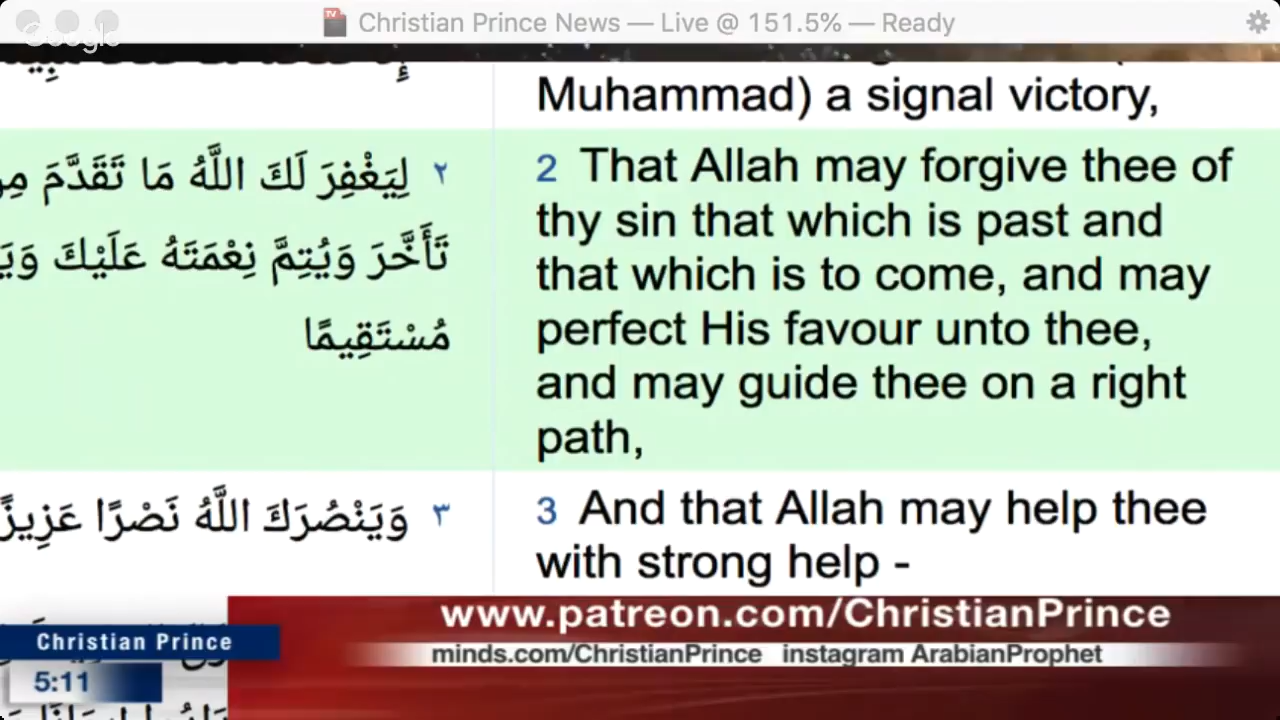 Christian Prince News — Live @ 151.5% — Ready
Google
Muhammad) a signal victory,
٢ لِيَغْفِرَ لَكَ اللَّهُ مَا تَقَدَّمَ
تَأَخَّرَ وَيُتِمَّ نِعْمَتَهُ عَلَيْكَ
مُسْتَقِيمًا
2 That Allah may forgive thee of
thy sin that which is past and
that which is to come, and may
perfect His favour unto thee,
and may guide thee on a right
path,
٣ وَيَنْصُرَكَ اللَّهُ نَصْرًا
3 And that Allah may help thee
with strong help -
www.patreon.com/ChristianPrince
Christian Prince
minds.com/ChristianPrince instagram ArabianProphet
5:11